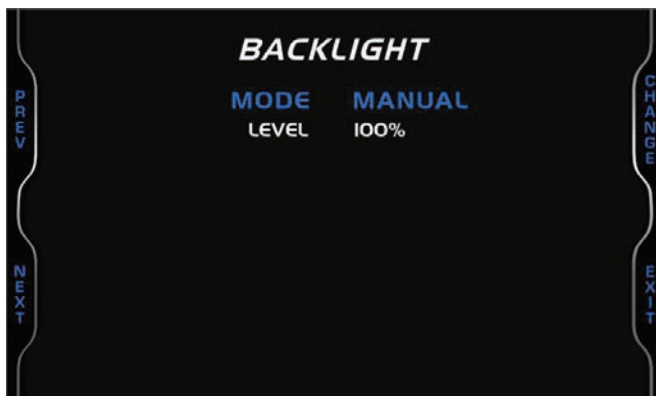 BACKLIGHT
PREV
MODE MANUAL
CHANGE
LEVEL 100%
NEXT
EXIT